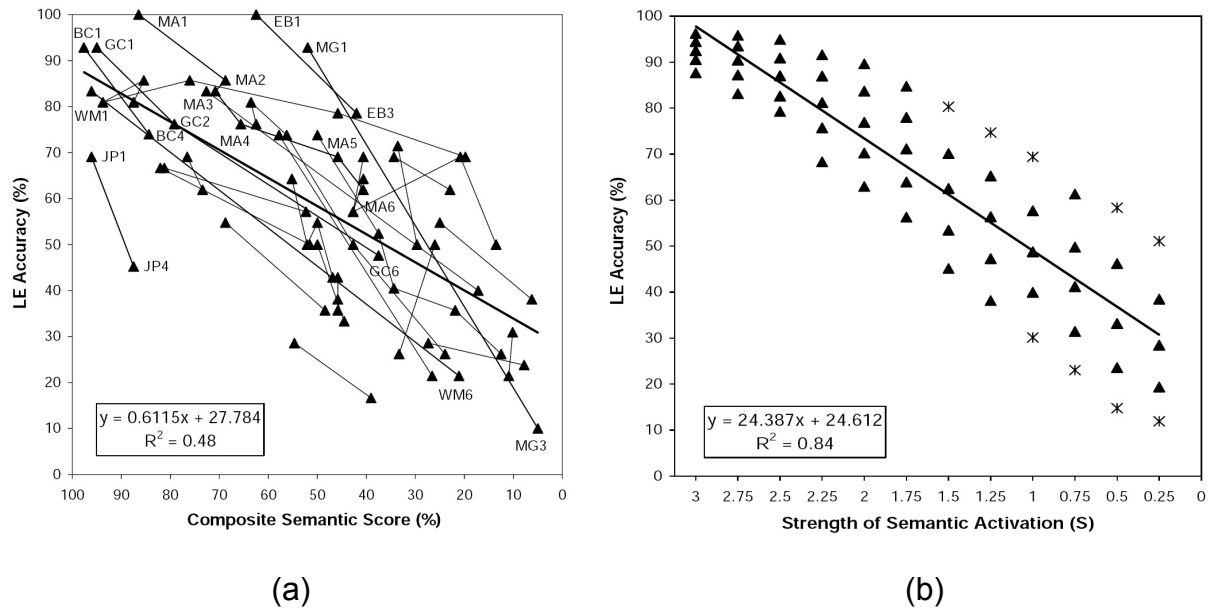 100
90
80
70
60
50
40
30
20
10
0
LE Accuracy (%)
BC1
GC1
MA1
EB1
MG1
MA2
WM1
MA3
GC2
EB3
BC4
MA4
MA5
JP1
MA6
JP4
GC6
WM6
MG3
y = 0.6115x + 27.784
R² = 0.48
100 90 80 70 60 50 40 30 20 10 0
Composite Semantic Score (%)
(a)
100
90
80
70
60
50
40
30
20
10
0
LE Accuracy (%)
y = 24.387x + 24.612
R² = 0.84
3 2.75 2.5 2.25 2 1.75 1.5 1.25 1 0.75 0.5 0.25 0
Strength of Semantic Activation (S)
(b)